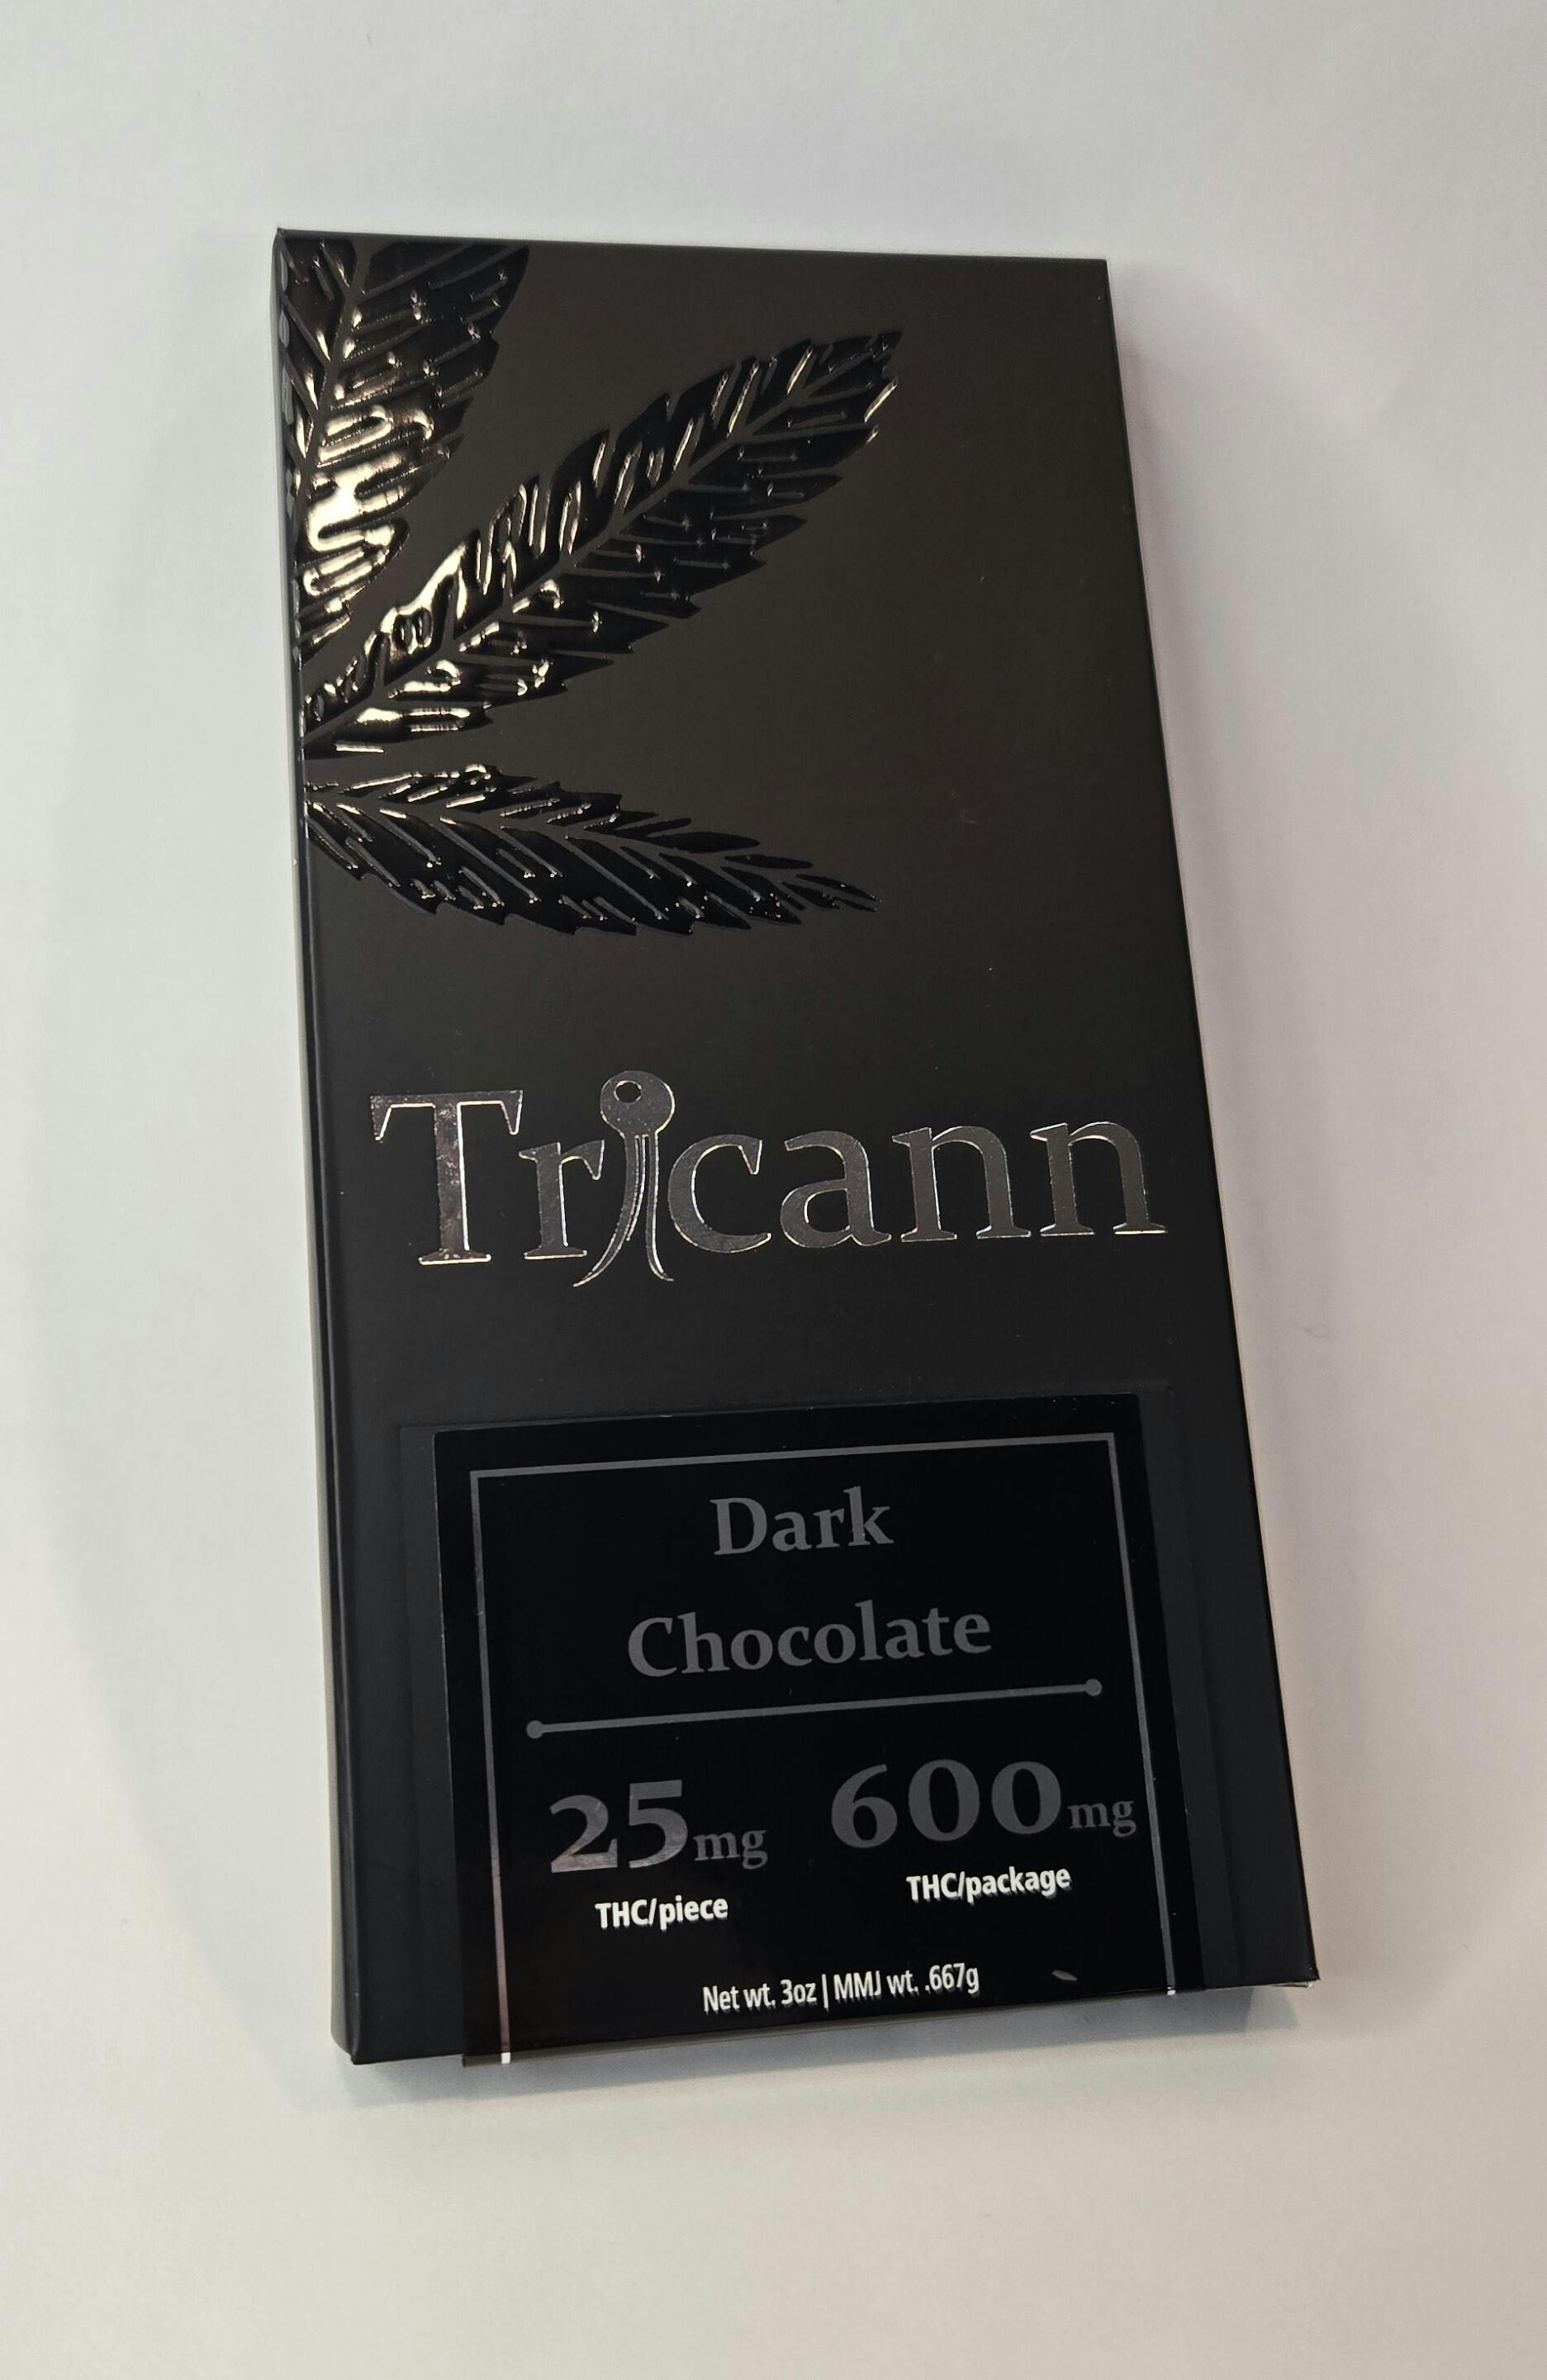 Tricann
Dark
Chocolate
25mg 600mg
THC/piece THC/package
Net wt. 3oz | MMJ wt. .667g